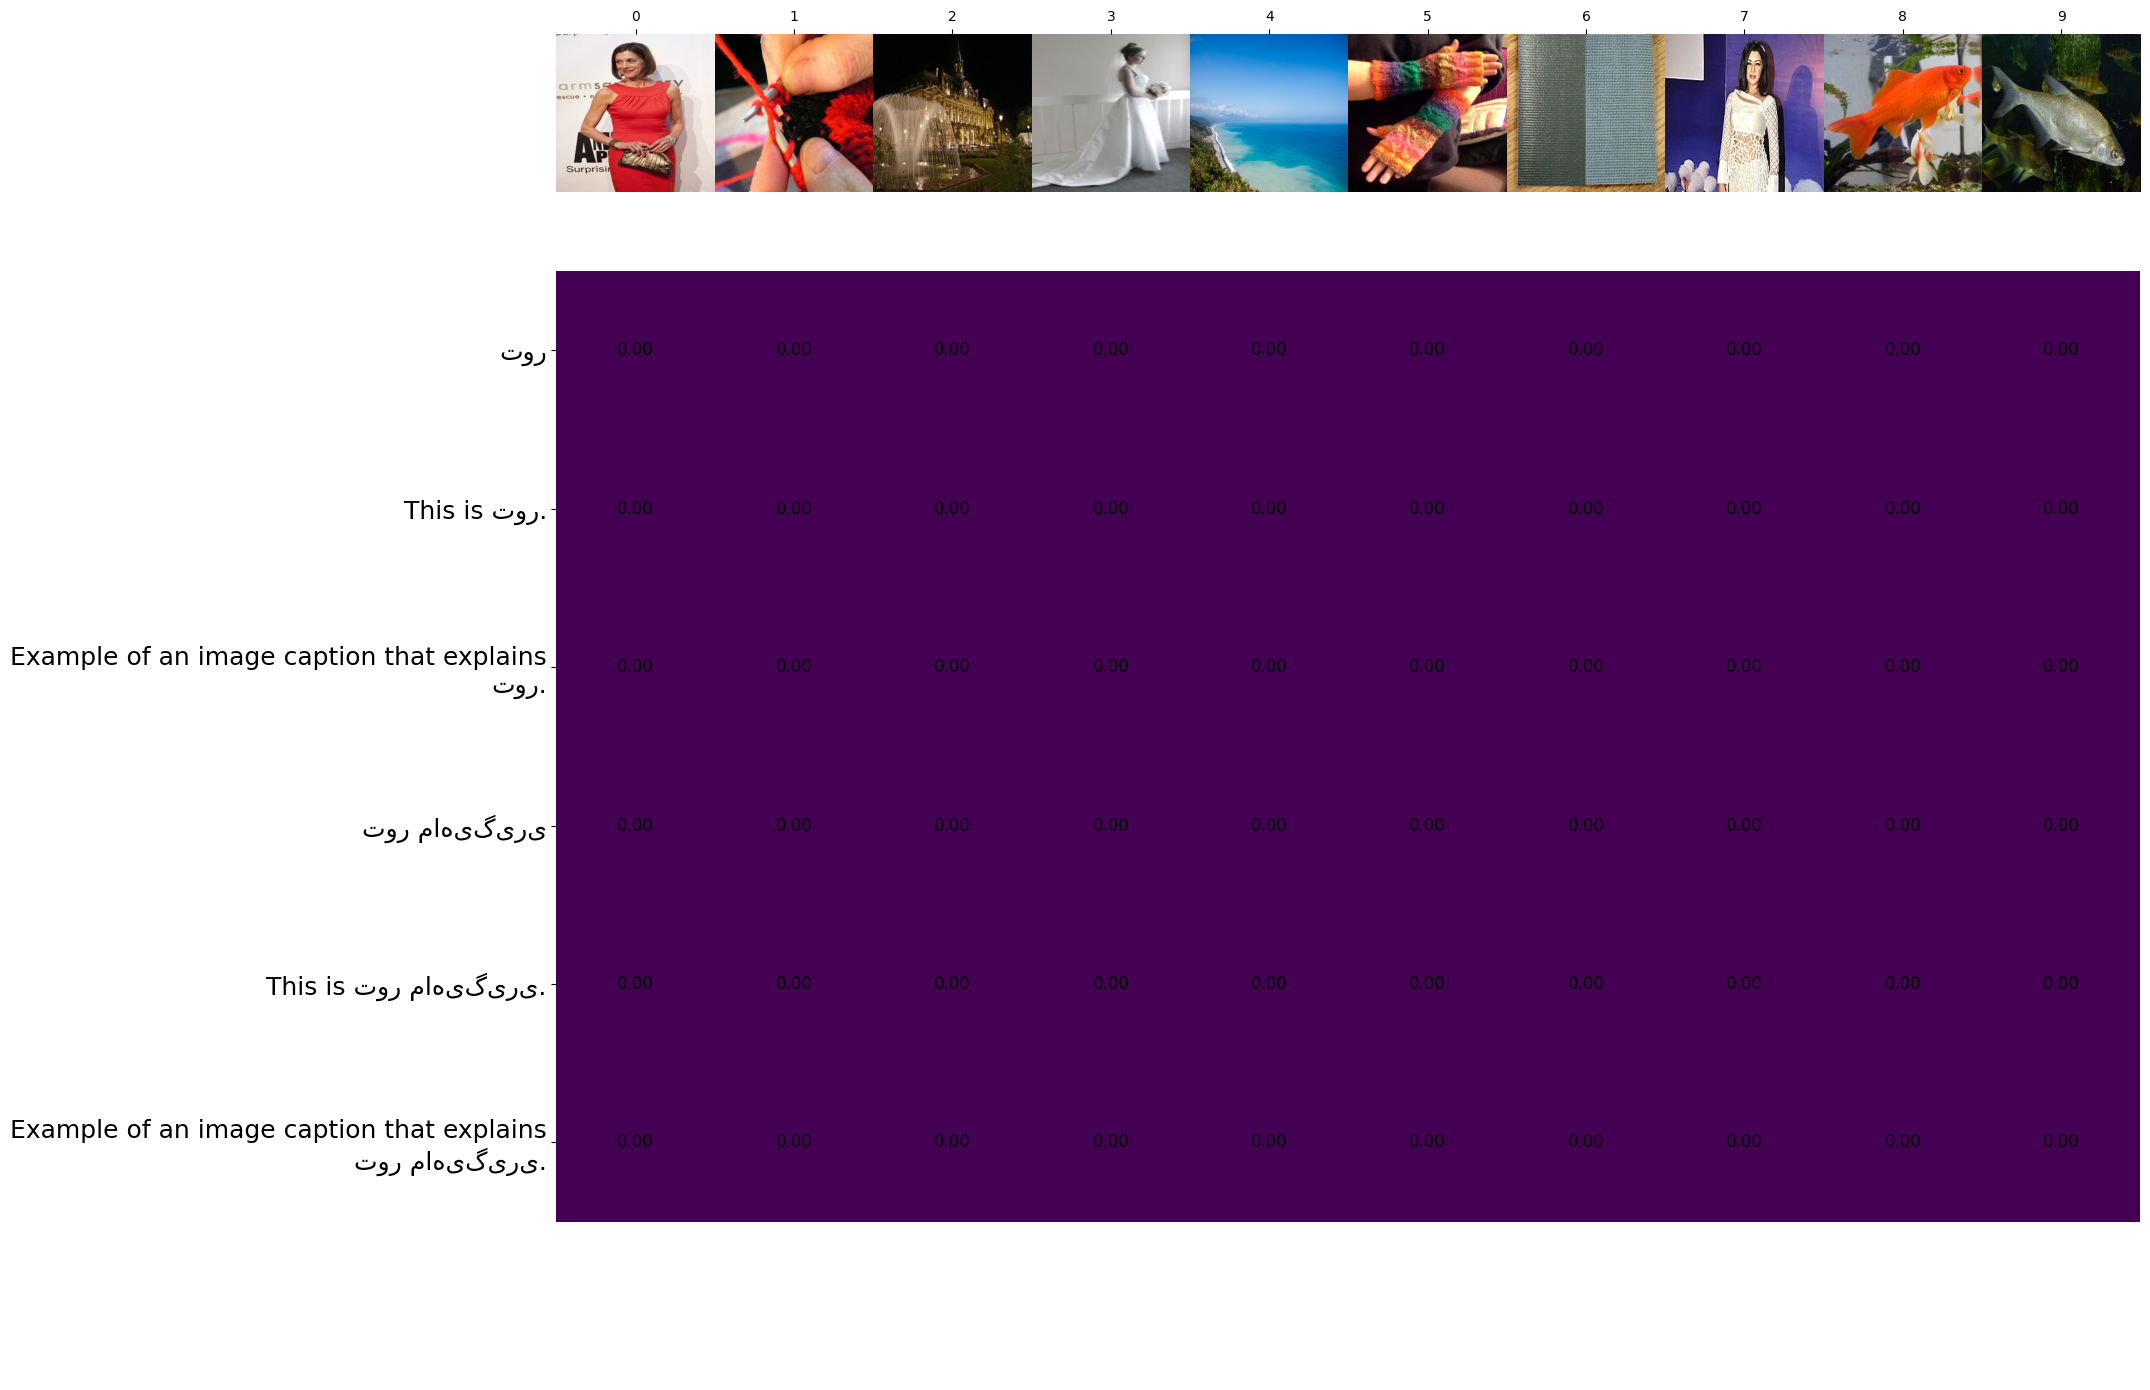 0 1 2 3 4 5 6 7 8 9
armsa ry
rescue
AN
AP
Surprisin
تور 0.00 0.00 0.00 0.00 0.00 0.00 0.00 0.00 0.00 0.00
This is تور. 0.00 0.00 0.00 0.00 0.00 0.00 0.00 0.00 0.00 0.00
Example of an image caption that explains
تور. 0.00 0.00 0.00 0.00 0.00 0.00 0.00 0.00 0.00 0.00
تور ماهیگیری 0.00 0.00 0.00 0.00 0.00 0.00 0.00 0.00 0.00 0.00
This is تور ماهیگیری. 0.00 0.00 0.00 0.00 0.00 0.00 0.00 0.00 0.00 0.00
Example of an image caption that explains
تور ماهیگیری. 0.00 0.00 0.00 0.00 0.00 0.00 0.00 0.00 0.00 0.00